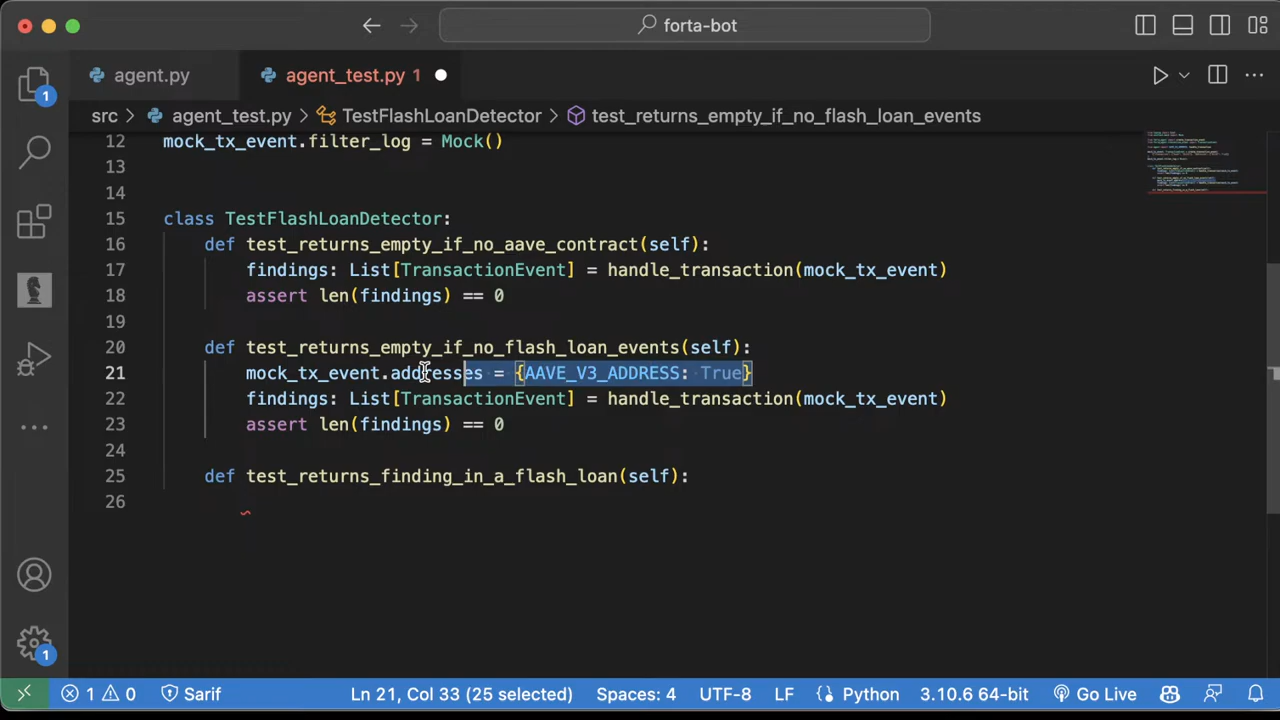 forta-bot
1
agent.py
agent_test.py 1
src > agent_test.py > TestFlashLoanDetector > test_returns_empty_if_no_flash_loan_events
12 mock_tx_event.filter_log = Mock()
13
14
15 class TestFlashLoanDetector:
16 def test_returns_empty_if_no_aave_contract(self):
17 findings: List[TransactionEvent] = handle_transaction(mock_tx_event)
18 assert len(findings) == 0
19
20 def test_returns_empty_if_no_flash_loan_events(self):
21 mock_tx_event.addresses = {AAVE_V3_ADDRESS: True}
22 findings: List[TransactionEvent] = handle_transaction(mock_tx_event)
23 assert len(findings) == 0
24
25 def test_returns_finding_in_a_flash_loan(self):
26
1
1 0 Sarif Ln 21, Col 33 (25 selected) Spaces: 4 UTF-8 LF Python 3.10.6 64-bit Go Live